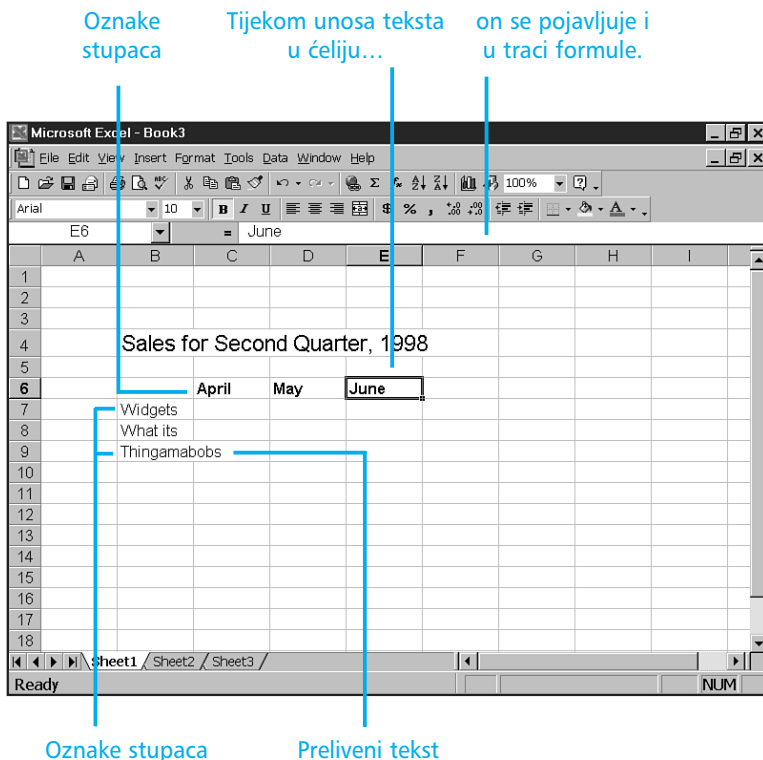 Oznake
stupaca
Tijekom unosa teksta
u ćeliju...
on se pojavljuje i
u traci formule.
Microsoft Excel - Book3
File Edit View Insert Format Tools Data Window Help
100%
Arial 10 B I U $ % , .00 .00 A
E6 = June
A B C D E F G H I
1
2
3
4 Sales for Second Quarter, 1998
5
6 April May June
7 Widgets
8 What its
9 Thingamabobs
10
11
12
13
14
15
16
17
18
Sheet1 Sheet2 Sheet3
Ready NUM
Oznake stupaca Preliveni tekst